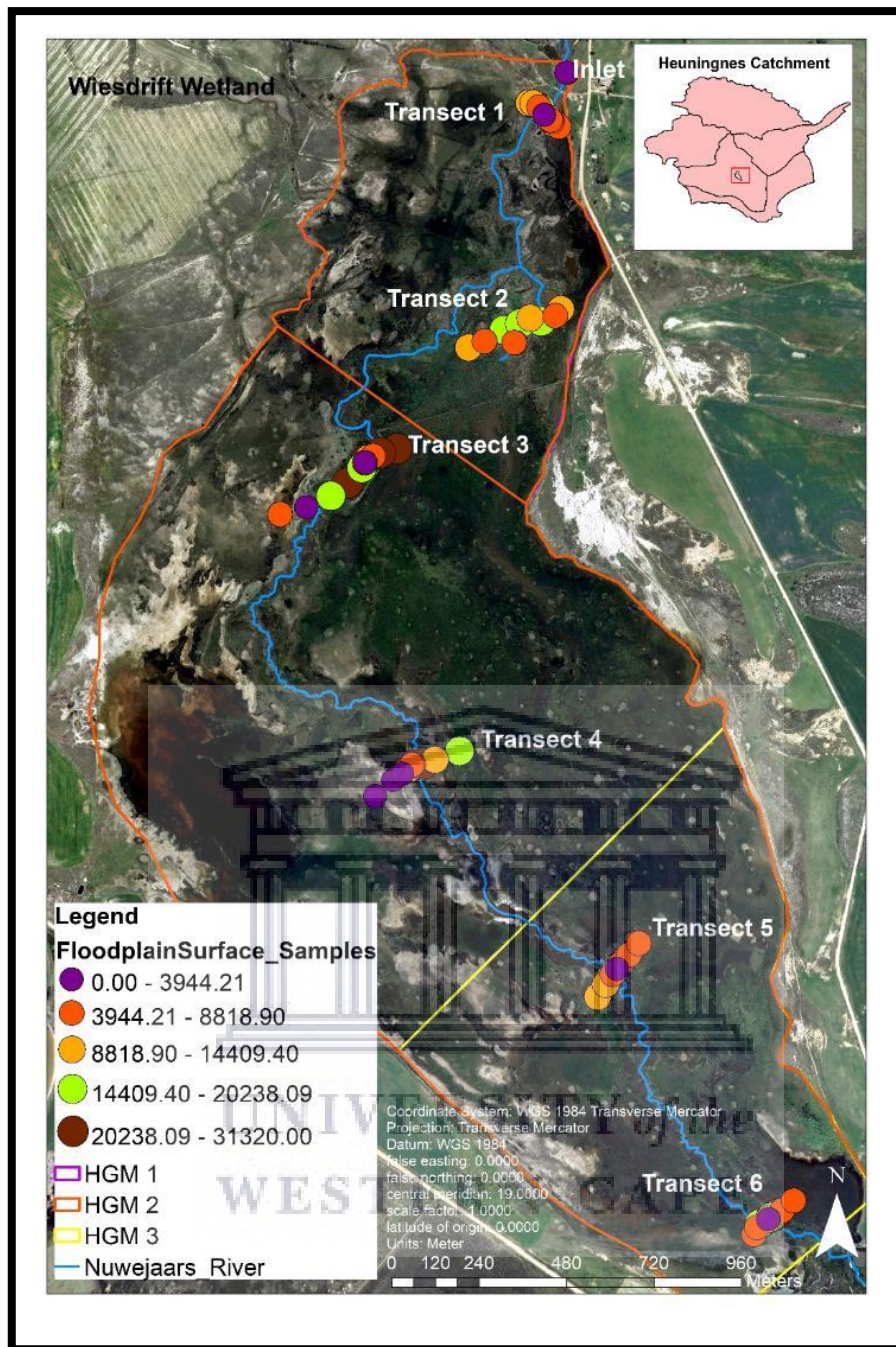 Wiesdrift Wetland
Inlet
Heuningnes Catchment
Transect 1
Transect 2
Transect 3
Transect 4
Transect 5
Transect 6
Legend
FloodplainSurface_Samples
0.00 - 3944.21
3944.21 - 8818.90
8818.90 - 14409.40
14409.40 - 20238.09
20238.09 - 31320.00
HGM 1
HGM 2
HGM 3
Nuwejaars_River
UNIVERSITY of the
WESTERN CAPE
Coordinate System: WGS 1984 Transverse Mercator
Projection: Transverse Mercator
Datum: WGS 1984
false easting: 0.0000
false northing: 0.0000
central meridian: 19.0000
scale factor: 1.0000
latitude of origin: 0.0000
Units: Meter
0 120 240 480 720 960
Meters
N